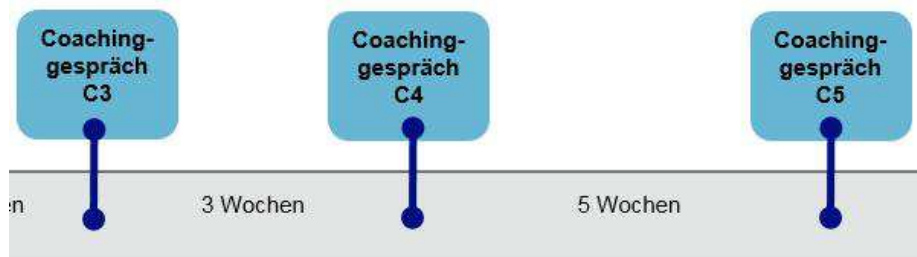 Coaching-
gespräch
C3
Coaching-
gespräch
C4
Coaching-
gespräch
C5
3 Wochen
5 Wochen